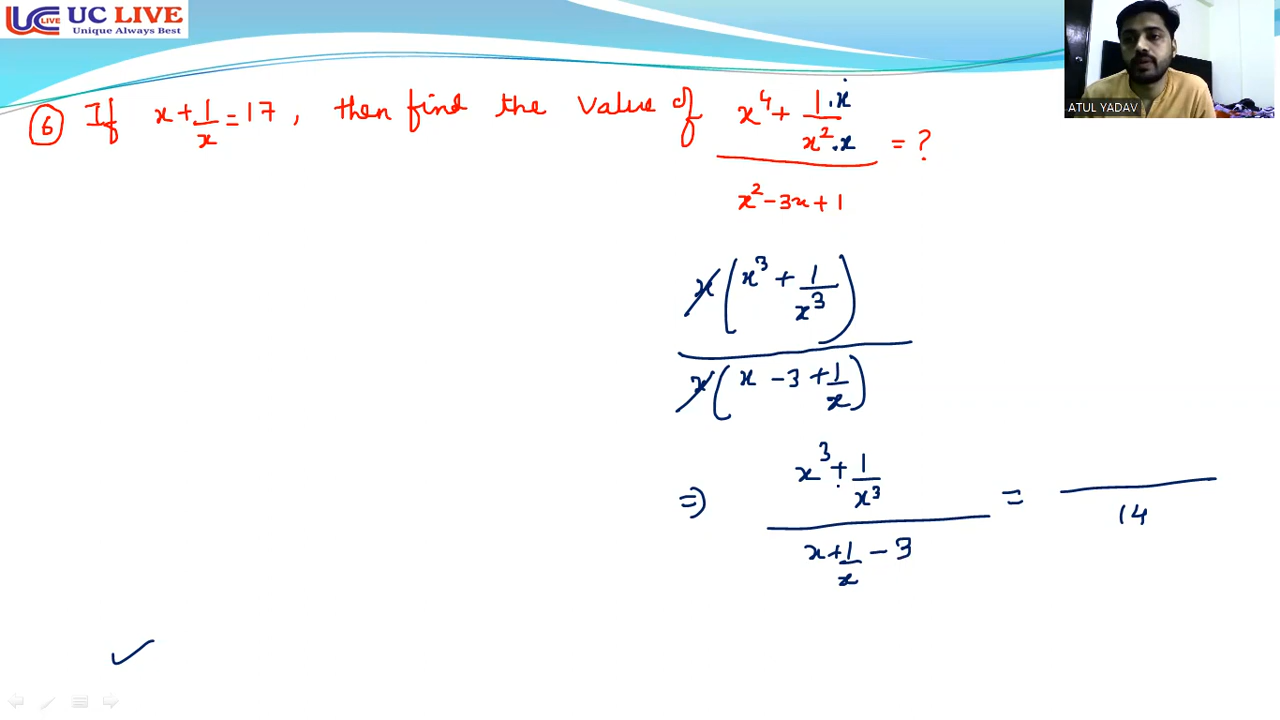 UC LIVE
Unique Always Best
LIVE
ATUL YADAV
6 If x + 1/x = 17, then find the value of (x⁴ + 1·x/x²·x)/(x² - 3x + 1) = ?
x(x³ + 1/x³)
x(x - 3 + 1/x)
⇒ (x³ + 1/x³)/(x + 1/x - 3) = /14